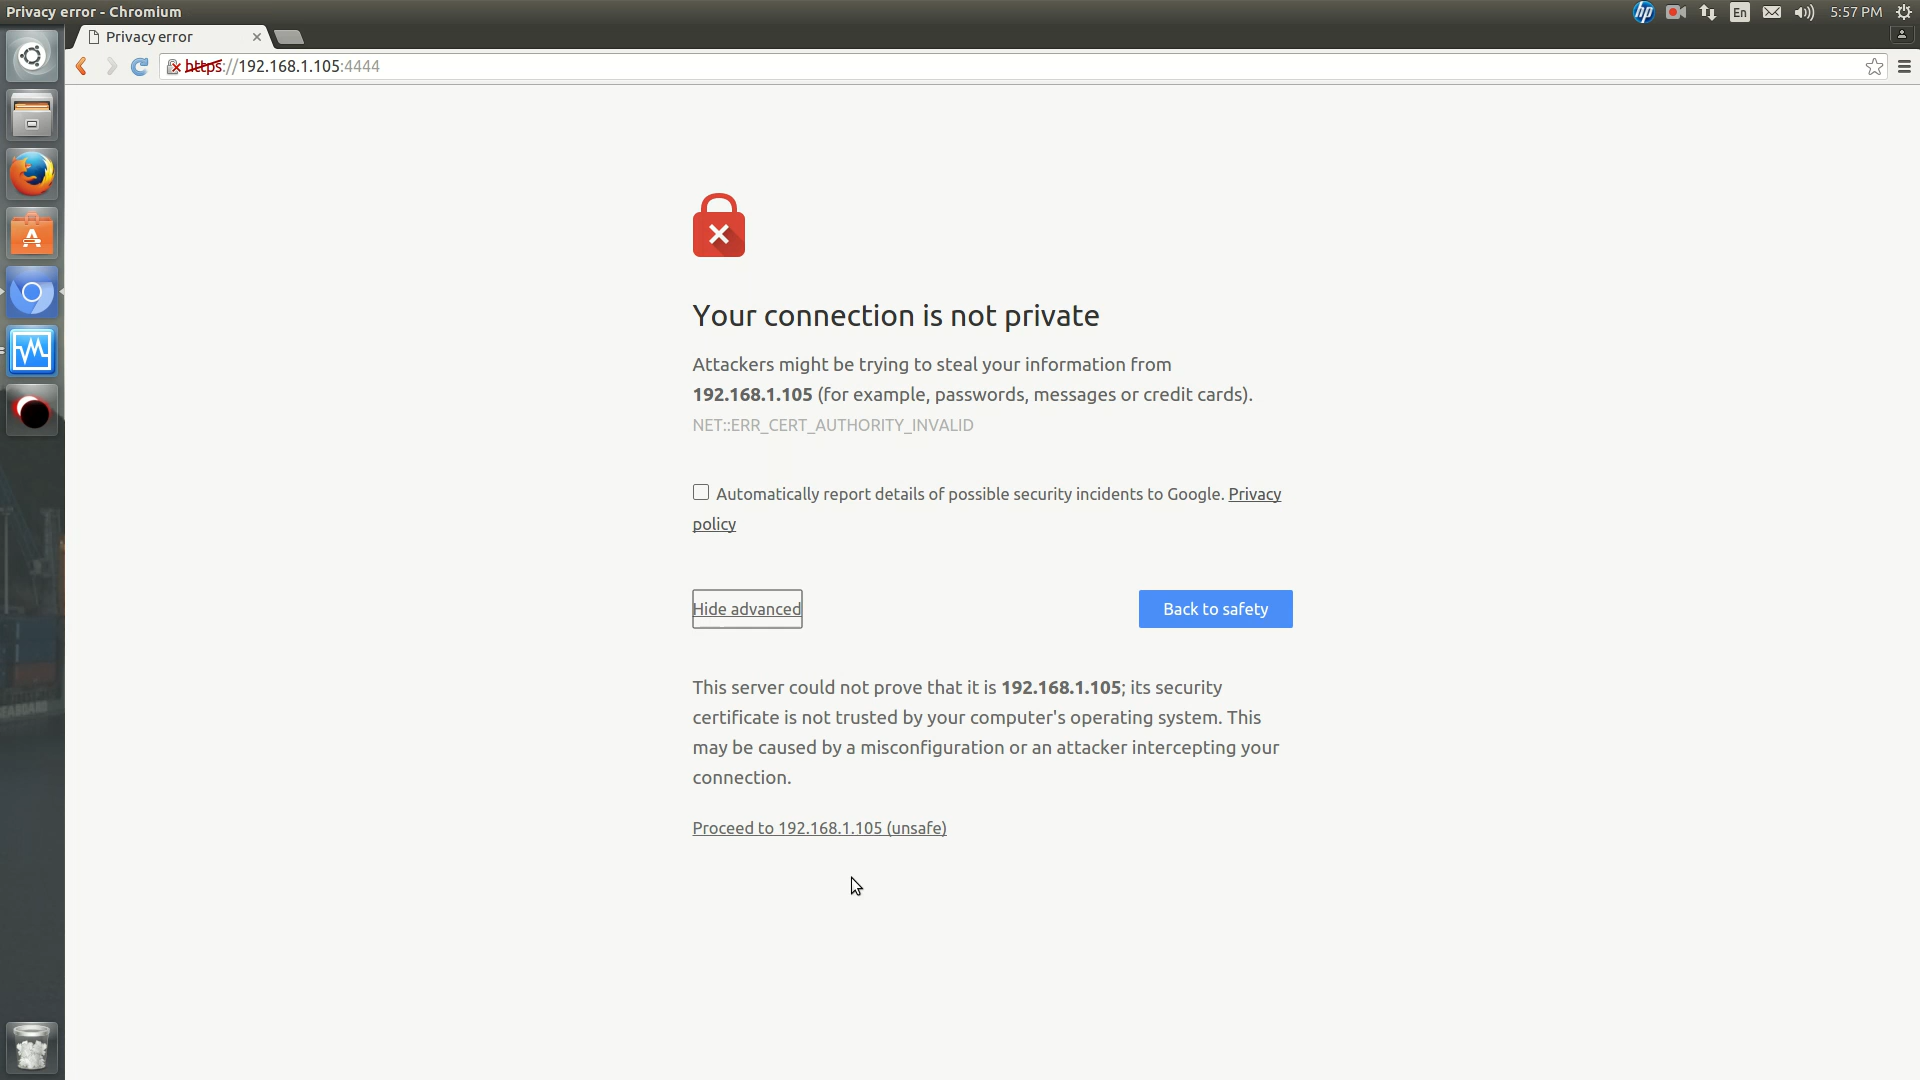 Privacy error - Chromium
En
5:57 PM
Privacy error
https://192.168.1.105:4444
Your connection is not private
Attackers might be trying to steal your information from
192.168.1.105 (for example, passwords, messages or credit cards).
NET::ERR_CERT_AUTHORITY_INVALID
Automatically report details of possible security incidents to Google. Privacy
policy
Hide advanced
Back to safety
This server could not prove that it is 192.168.1.105; its security
certificate is not trusted by your computer's operating system. This
may be caused by a misconfiguration or an attacker intercepting your
connection.
Proceed to 192.168.1.105 (unsafe)
hp